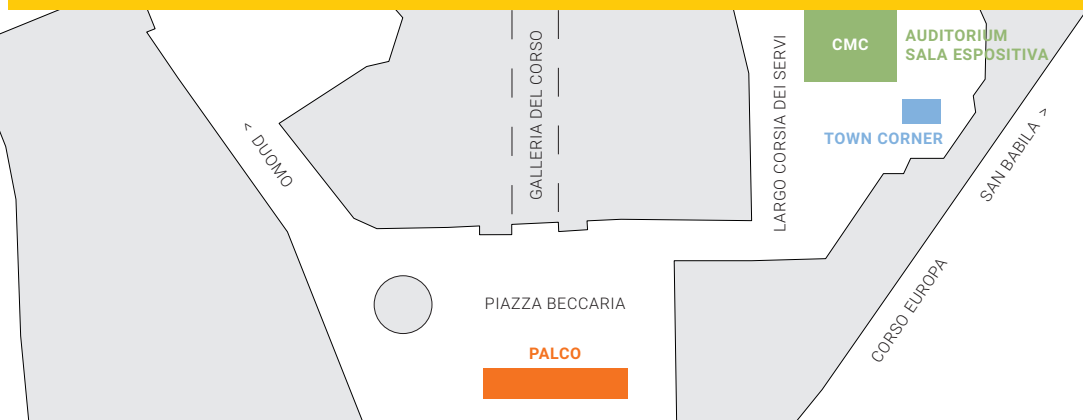 CMC
AUDITORIUM
SALA ESPOSITIVA
GALLERIA DEL CORSO
LARGO CORSIA DEI SERVI
TOWN CORNER
< DUOMO
SAN BABILA >
CORSO EUROPA
PIAZZA BECCARIA
PALCO